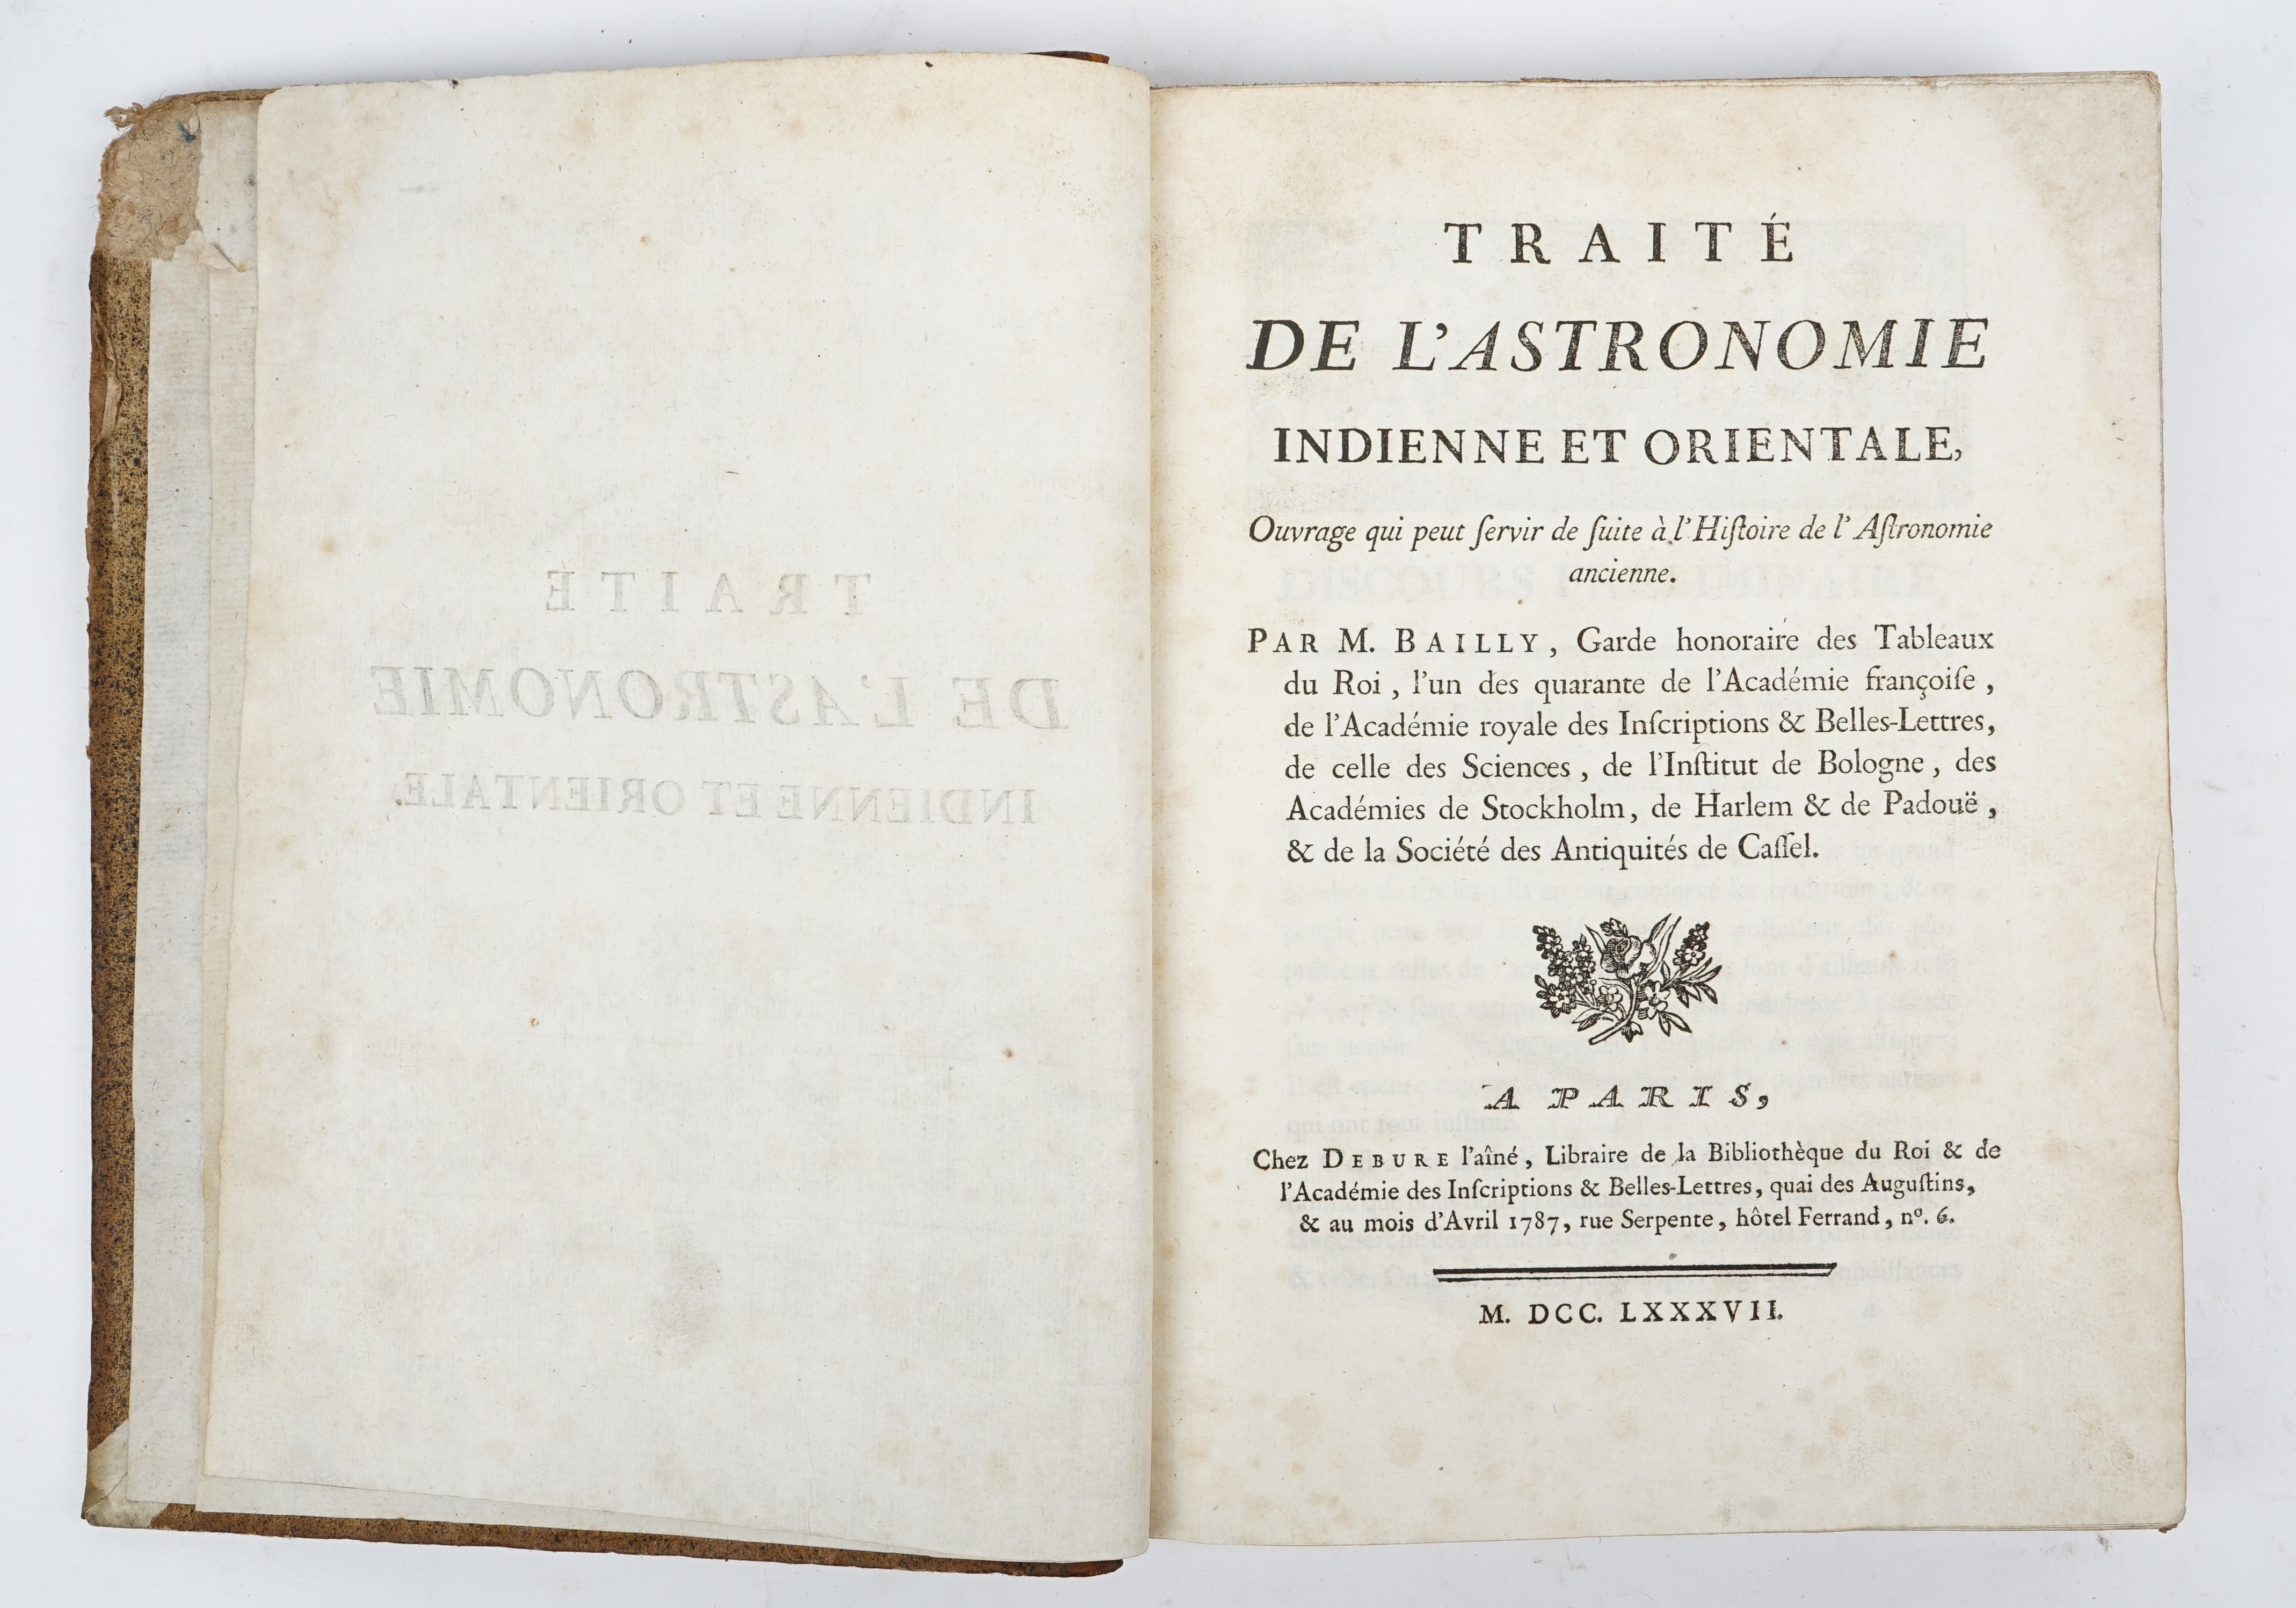 TRAITÉ
DE L'ASTRONOMIE
INDIENNE ET ORIENTALE,
TRAITÉ
DE L'ASTRONOMIE
INDIENNE ET ORIENTALE,
Ouvrage qui peut ſervir de ſuite à l'Hiſtoire de l'Aſtronomie
ancienne.
PAR M. BAILLY, Garde honoraire des Tableaux
du Roi, l'un des quarante de l'Académie françoiſe,
de l'Académie royale des Inſcriptions & Belles-Lettres,
de celle des Sciences, de l'Inſtitut de Bologne, des
Académies de Stockholm, de Harlem & de Padouë,
& de la Société des Antiquités de Caſſel.
A PARIS,
Chez DEBURE l'aîné, Libraire de la Bibliothèque du Roi & de
l'Académie des Inſcriptions & Belles-Lettres, quai des Auguſtins,
& au mois d'Avril 1787, rue Serpente, hôtel Ferrand, nº. 6.
M. DCC. LXXXVII.